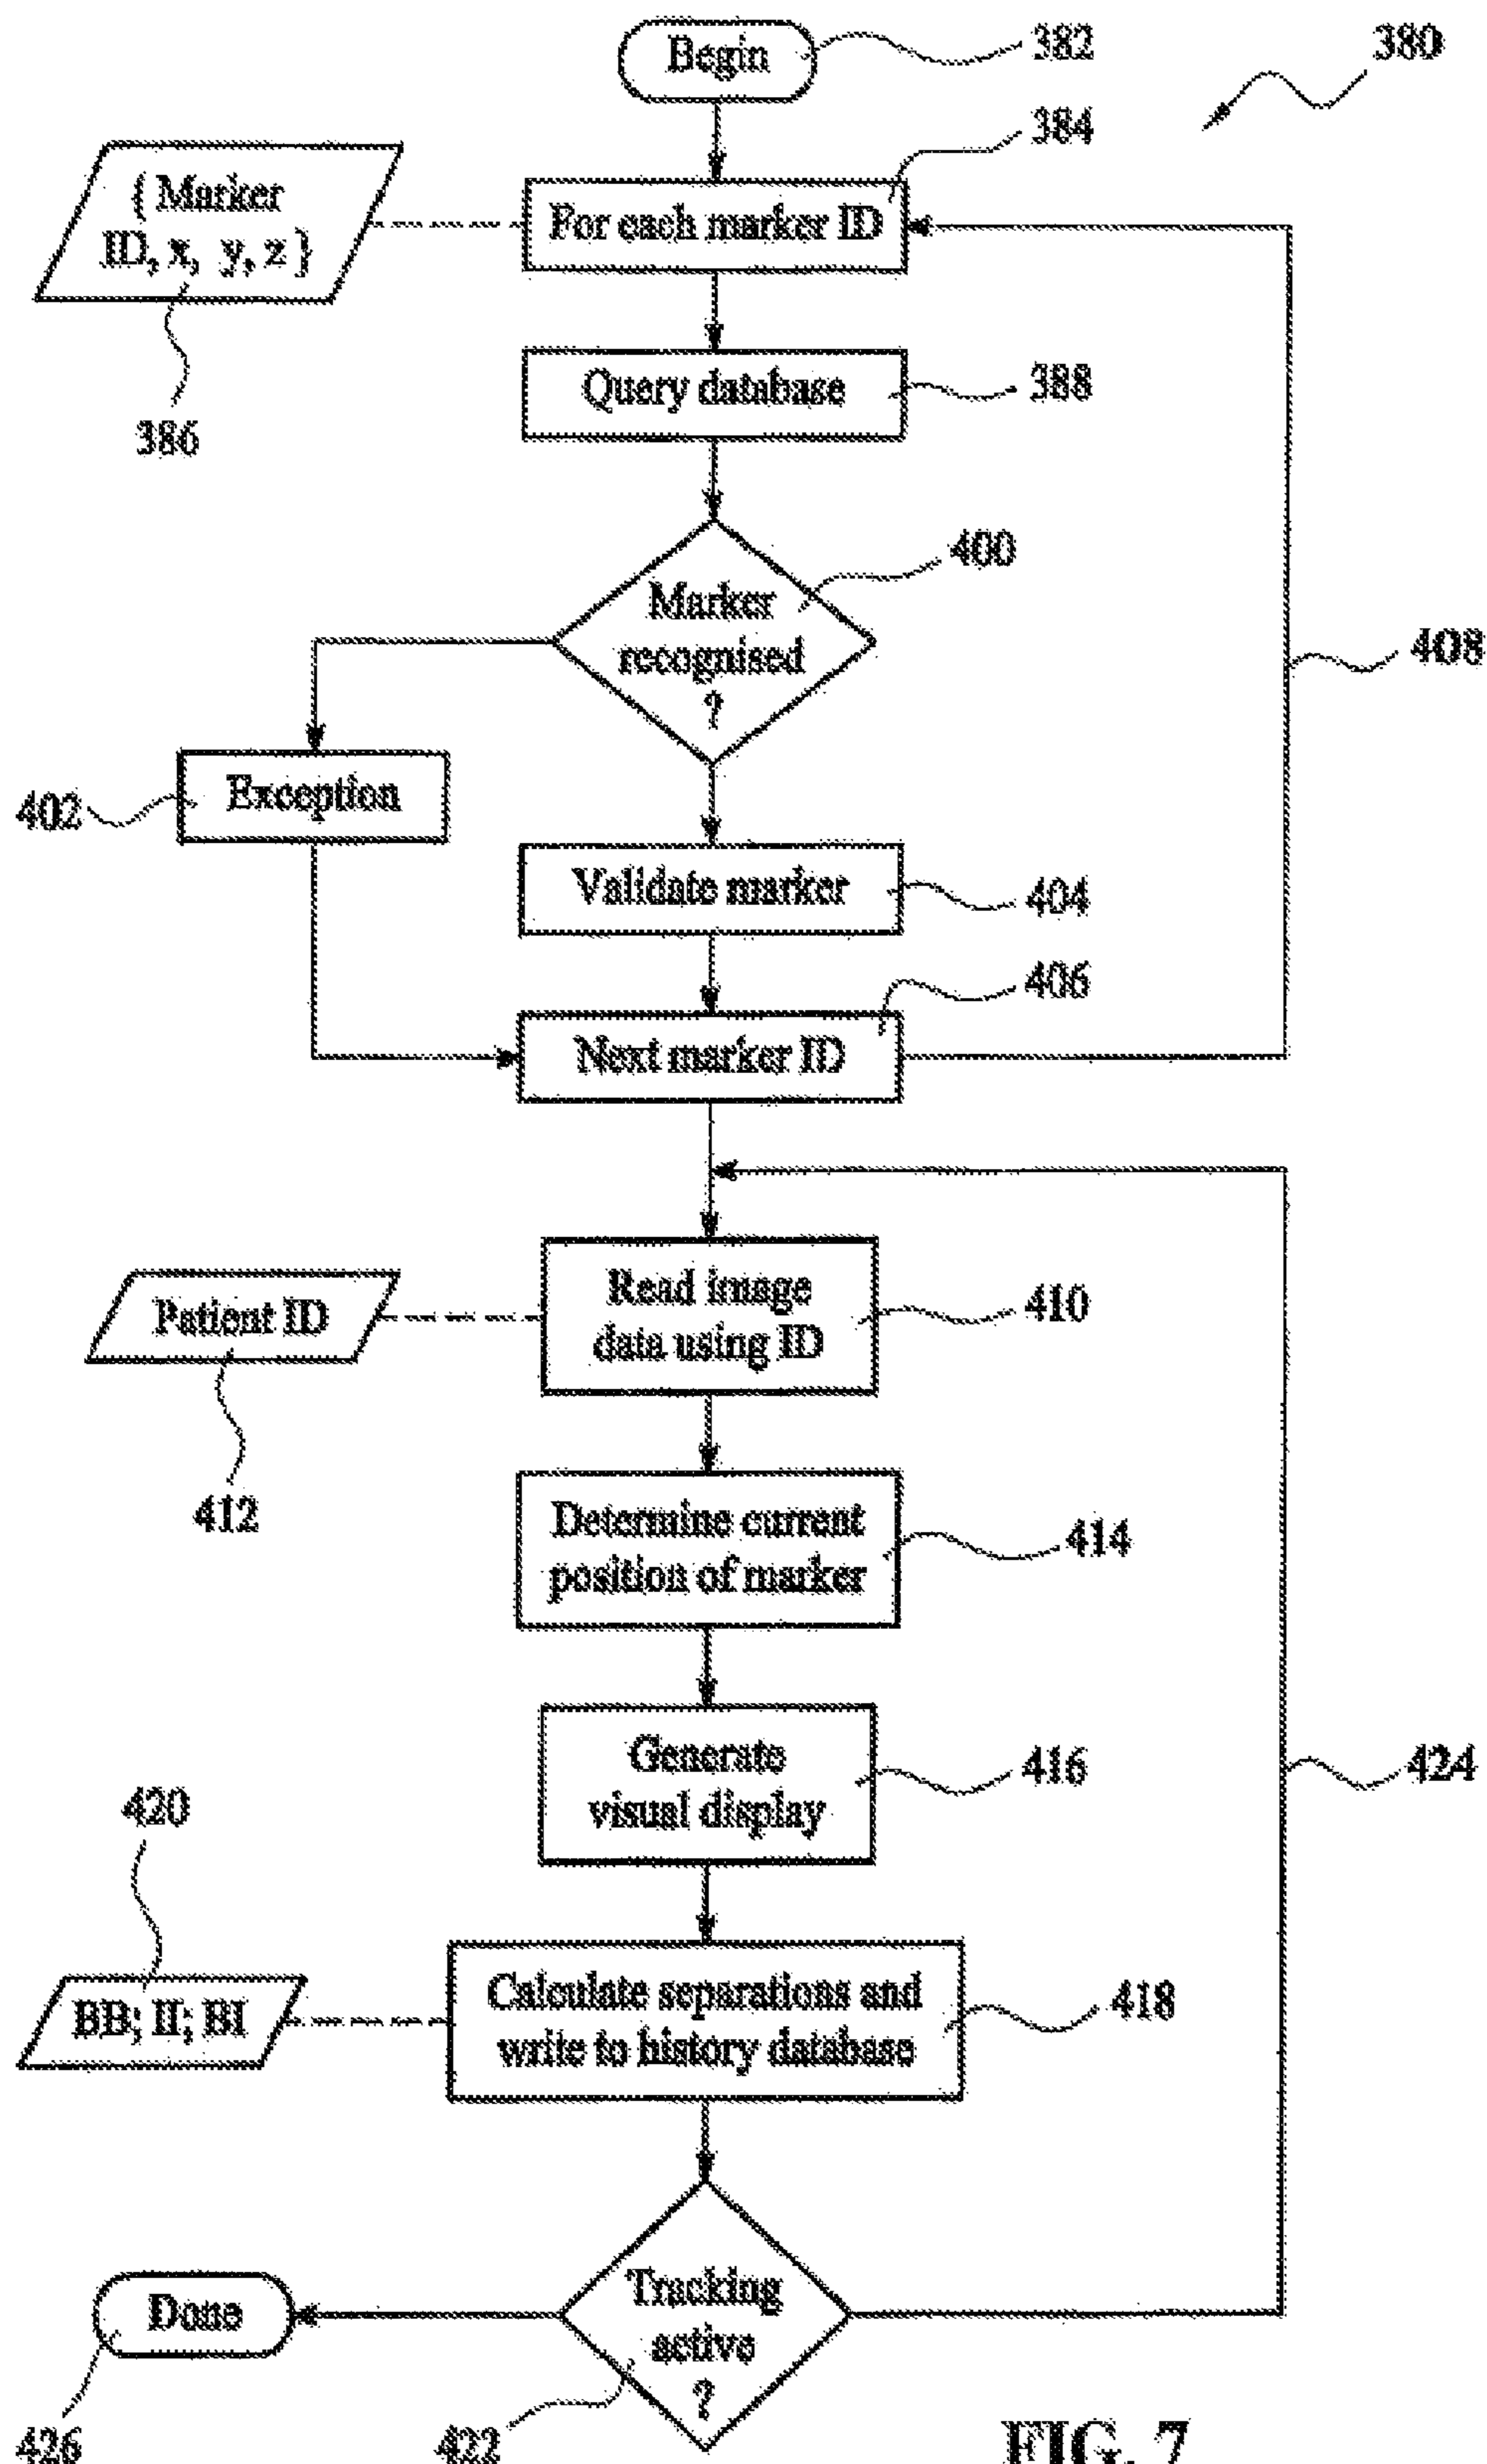 Begin
382
380
384
{ Marker
ID, x, y, z }
For each marker ID
386
Query database
388
400
Marker
recognised
?
408
Exception
402
Validate marker
404
406
Next marker ID
Read image
data using ID
410
Patient ID
412
Determine current
position of marker
414
Generate
visual display
416
424
420
BB; II; BI
Calculate separations and
write to history database
418
Tracking
active
?
Done
426
422
FIG. 7